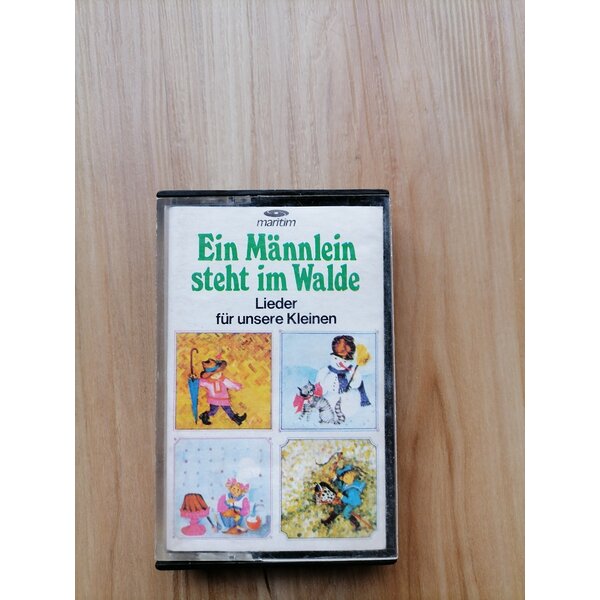 maritim
Ein Männlein
steht im Walde
Lieder
für unsere Kleinen